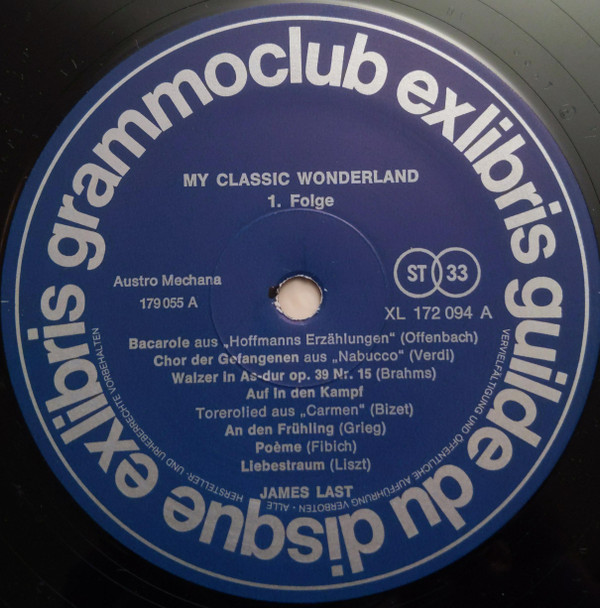 exlibris grammoclub exlibris guilde du disque
MY CLASSIC WONDERLAND
1. Folge
Austro Mechana
179 055 A
ST 33
XL 172 094 A
Bacarole aus „Hoffmanns Erzählungen“ (Offenbach)
Chor der Gefangenen aus „Nabucco“ (Verdi)
Walzer in As-dur op. 39 Nr. 15 (Brahms)
Auf in den Kampf
Torerolied aus „Carmen“ (Bizet)
An den Frühling (Grieg)
Poème (Fibich)
Liebestraum (Liszt)
JAMES LAST
VERVIELFÄLTIGUNG UND ÖFFENTLICHE AUFFÜHRUNG VERBOTEN - ALLE HERSTELLER- UND URHEBERRECHTE VORBEHALTEN